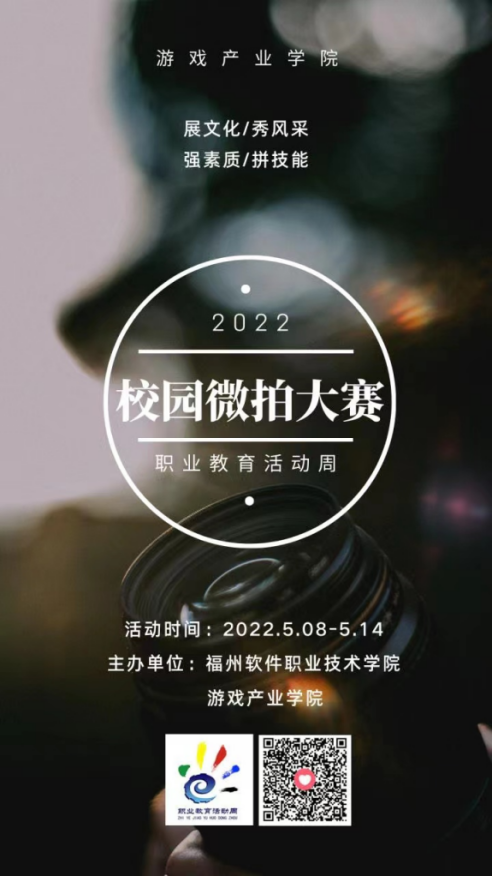 游戏产业学院
展文化/秀风采
强素质/拼技能
2022
校园微拍大赛
职业教育活动周
活动时间：2022.5.08-5.14
主办单位：福州软件职业技术学院
游戏产业学院
职业教育活动周